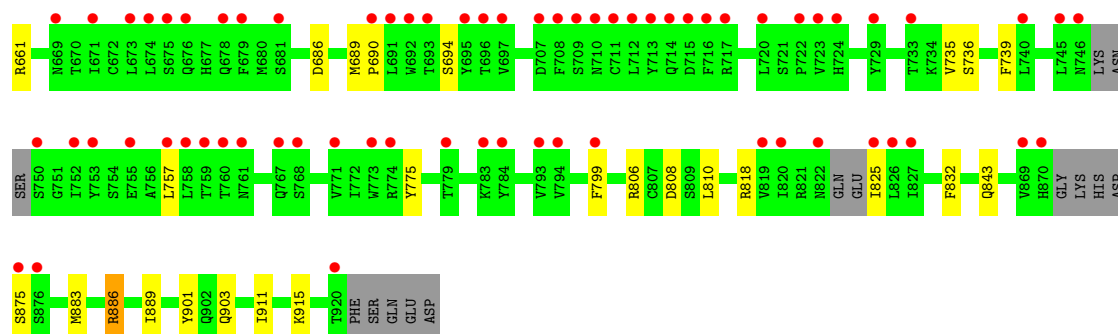 R661 N669 T670 I671 C672 L673 L674 S675 Q676 H677 Q678 F679 M680 S681 D686 M689 P690 L691 W692 T693 S694 Y695 T696 V697 D707 F708 S709 N710 C711 L712 Y713 Q714 D715 F716 R717 L720 S721 P722 V723 H724 Y729 T733 K734 V735 S736 F739 L740 L745 N746 LYS ASN
SER S750 G751 I752 Y753 S754 E755 A756 L757 L758 T759 T760 N761 Q767 S768 V771 I772 W773 R774 Y775 T779 K783 Y784 V793 V794 F799 R806 C807 D808 S809 L810 R818 V819 I820 R821 N822 GLN GLU I825 L826 I827 F832 Q843 V869 H870 GLY LYS HIS ASP
S875 S876 M883 R886 I889 Y901 Q902 Q903 I911 K915 T920 PHE SER GLN GLU ASP